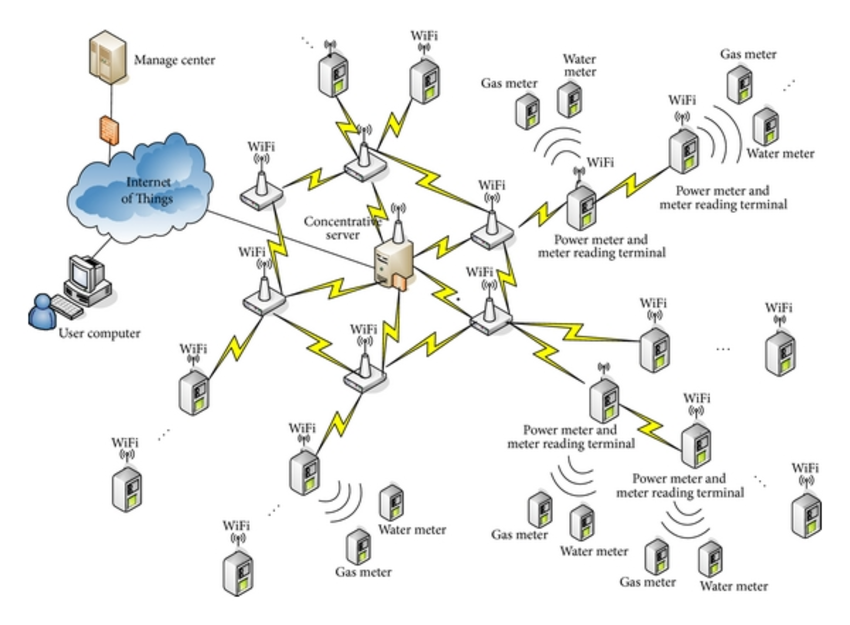 Manage center
WiFi
Gas meter
Water
meter
Gas meter
WiFi
Water meter
WiFi
WiFi
Internet
of Things
WiFi
Power meter and
meter reading terminal
Concentrative
server
Power meter and
meter reading terminal
WiFi
WiFi
User computer
WiFi
WiFi
WiFi
WiFi
...
WiFi
Power meter and
meter reading terminal
WiFi
WiFi
Power meter and
meter reading terminal
WiFi
Water meter
Gas meter
WiFi
Gas meter
Water meter
Gas meter
Water meter